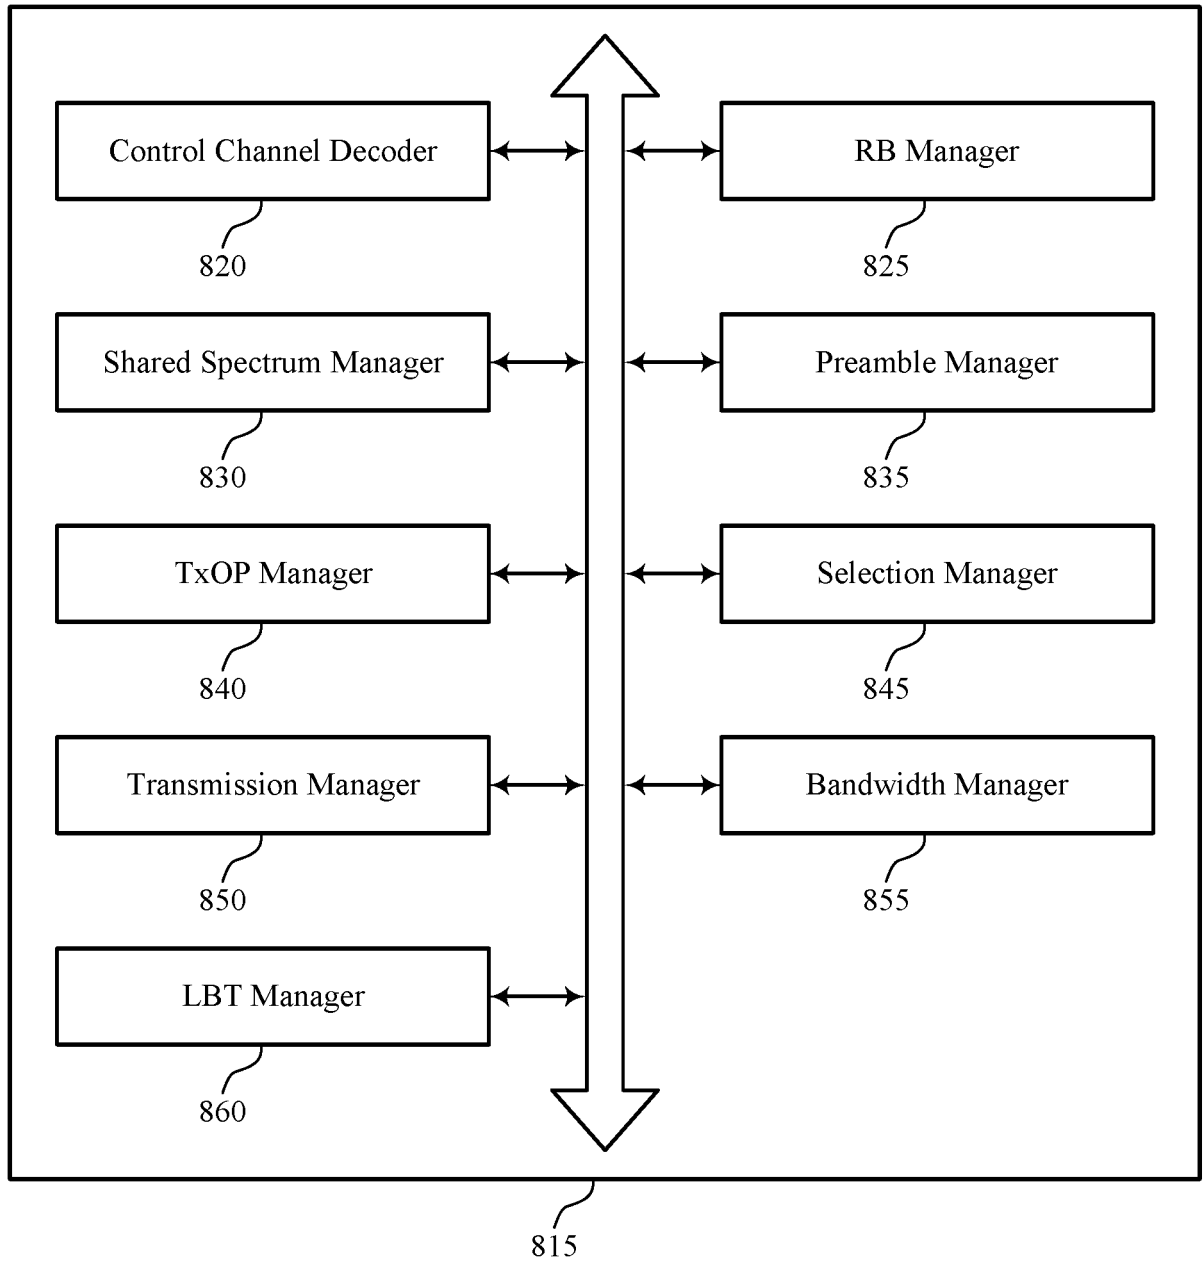 Control Channel Decoder
RB Manager
820
825
Shared Spectrum Manager
Preamble Manager
830
835
TxOP Manager
Selection Manager
840
845
Transmission Manager
Bandwidth Manager
850
855
LBT Manager
860
815